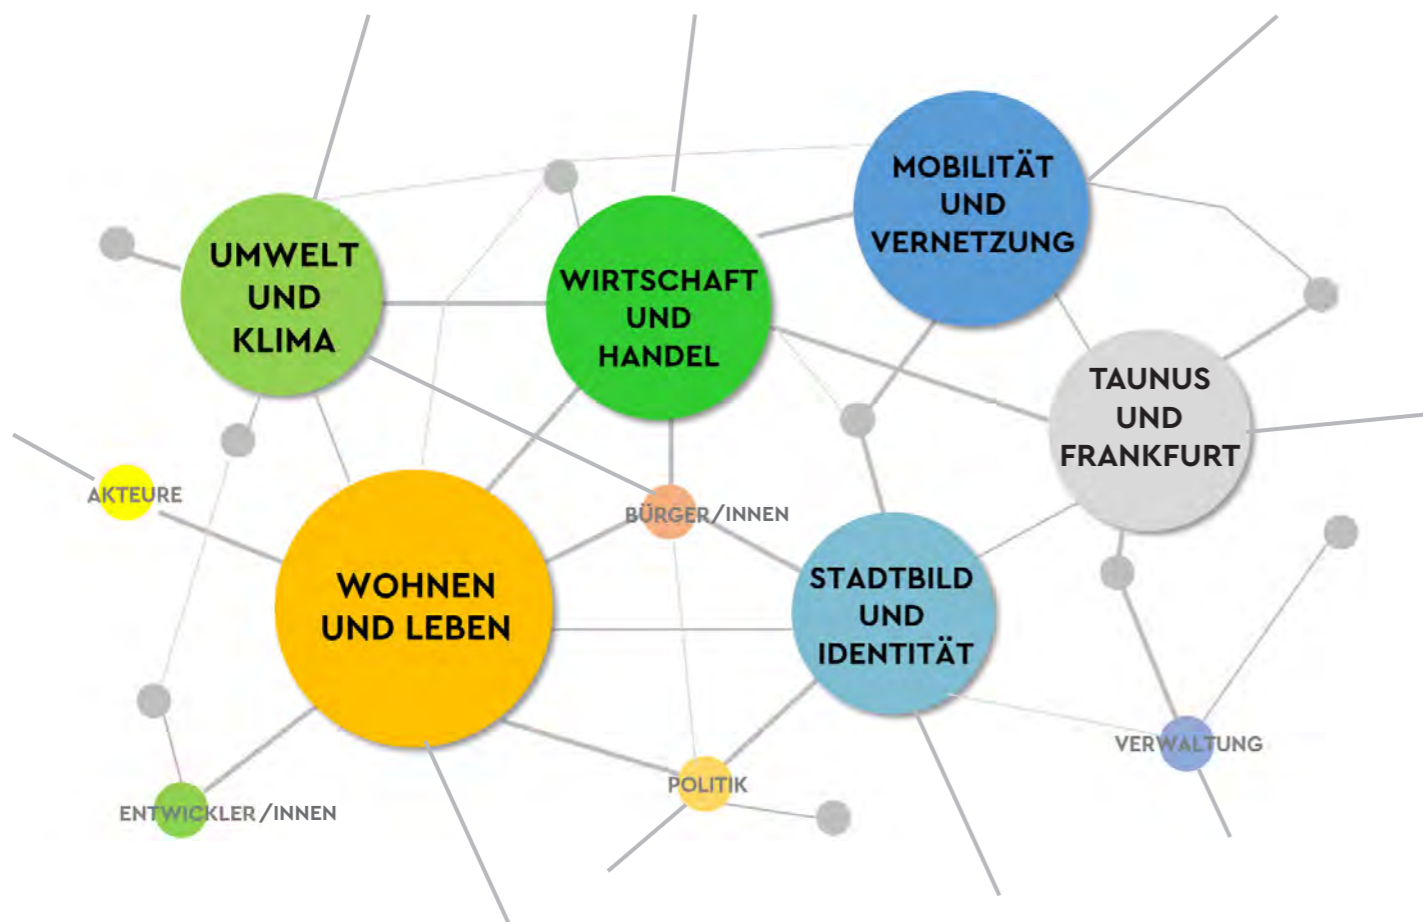 MOBILITÄT
UND
VERNETZUNG
UMWELT
UND
KLIMA
WIRTSCHAFT
UND
HANDEL
TAUNUS
UND
FRANKFURT
AKTEURE
BÜRGER/INNEN
WOHNEN
UND LEBEN
STADTBILD
UND
IDENTITÄT
VERWALTUNG
POLITIK
ENTWICKLER/INNEN